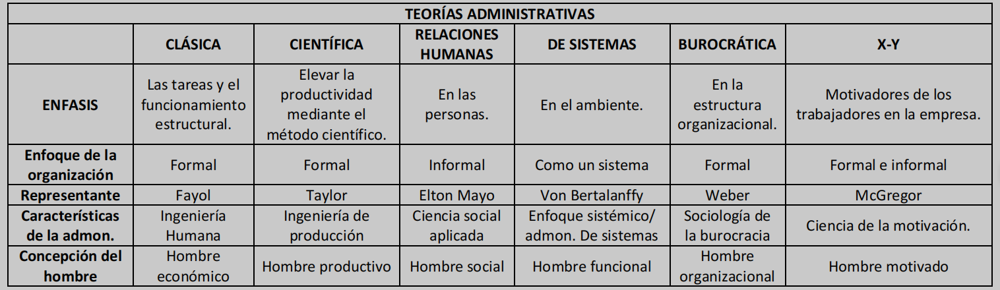 TEORÍAS ADMINISTRATIVAS
CLÁSICA
CIENTÍFICA
RELACIONES
HUMANAS
DE SISTEMAS
BUROCRÁTICA
X-Y
ENFASIS
Las tareas y el
funcionamiento
estructural.
Elevar la
productividad
mediante el
método científico.
En las
personas.
En el ambiente.
En la
estructura
organizacional.
Motivadores de los
trabajadores en la empresa.
Enfoque de la
organización
Formal
Formal
Informal
Como un sistema
Formal
Formal e informal
Representante
Fayol
Taylor
Elton Mayo
Von Bertalanffy
Weber
McGregor
Características
de la admon.
Ingeniería
Humana
Ingeniería de
producción
Ciencia social
aplicada
Enfoque sistémico/
admon. De sistemas
Sociología de
la burocracia
Ciencia de la motivación.
Concepción del
hombre
Hombre
económico
Hombre productivo
Hombre social
Hombre funcional
Hombre
organizacional
Hombre motivado